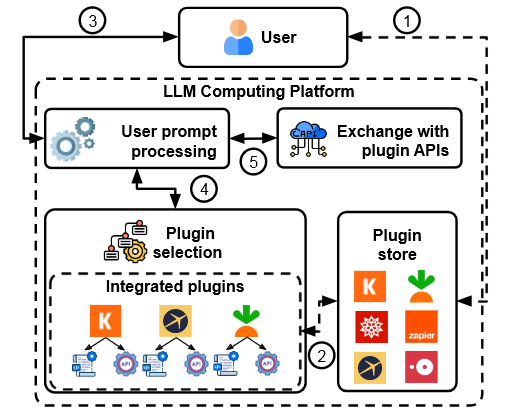 3
1
User
LLM Computing Platform
User prompt
processing
5
API
Exchange with
plugin APIs
4
Plugin
selection
Integrated plugins
K
API
API
API
2
Plugin
store
K
zapier